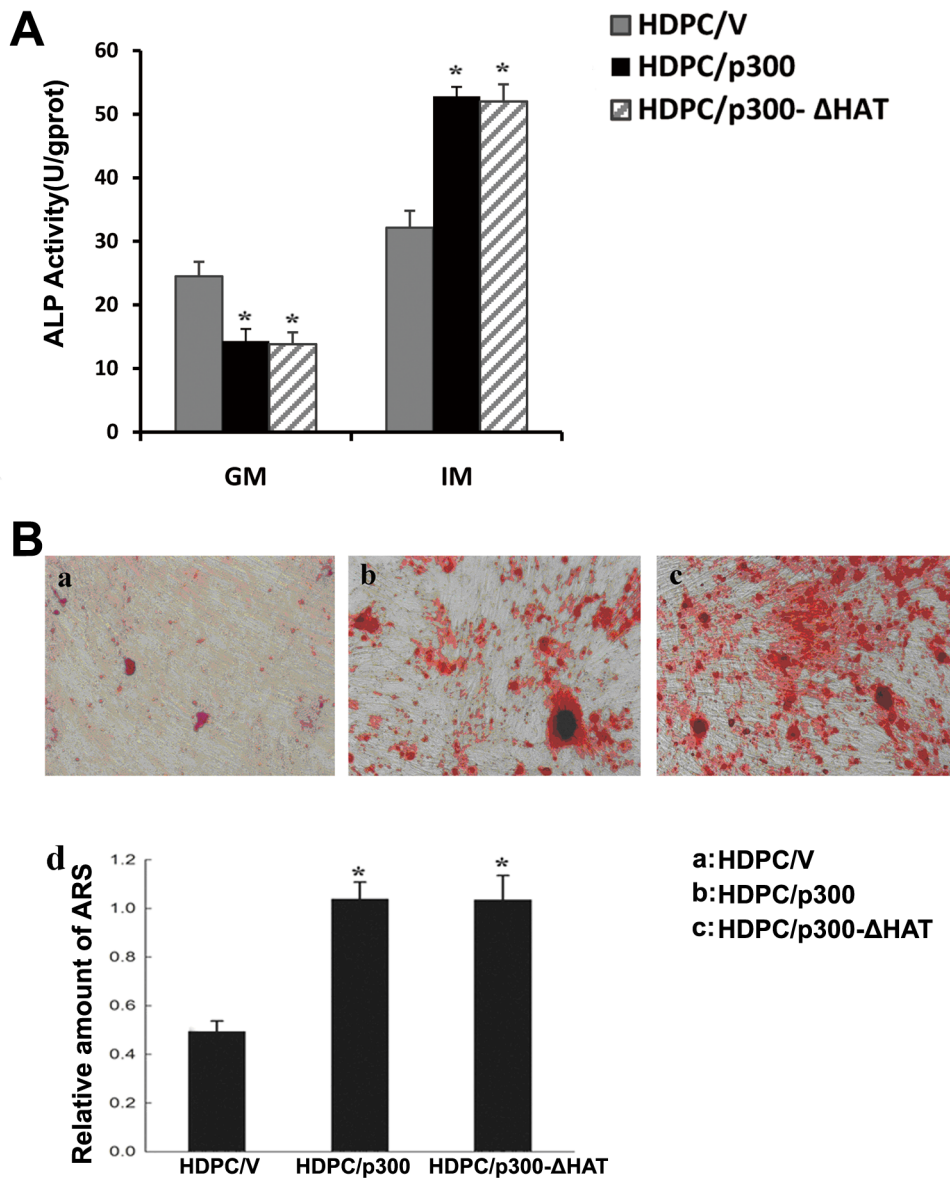 A
HDPC/V
HDPC/p300
HDPC/p300- ΔHAT
ALP Activity(U/gprot)
60
50
40
30
20
10
0
* *
* *
GM IM
B
a b c
d
Relative amount of ARS
1.2
1.0
0.8
0.6
0.4
0.2
0.0
* *
HDPC/V HDPC/p300 HDPC/p300-ΔHAT
a:HDPC/V
b:HDPC/p300
c:HDPC/p300-ΔHAT